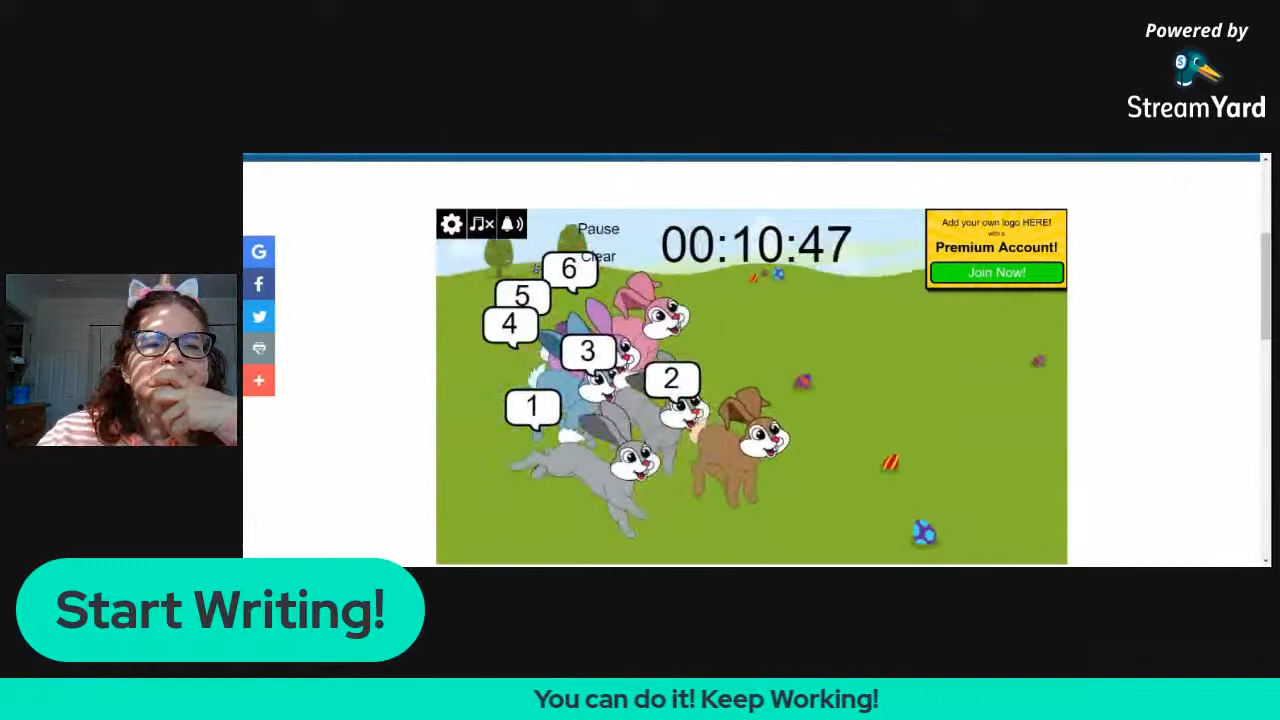 Powered by
StreamYard
Pause
Clear
00:10:47
Add your own logo HERE!
with a
Premium Account!
Join Now!
G
f
6
5
4
3
2
1
Start Writing!
You can do it! Keep Working!